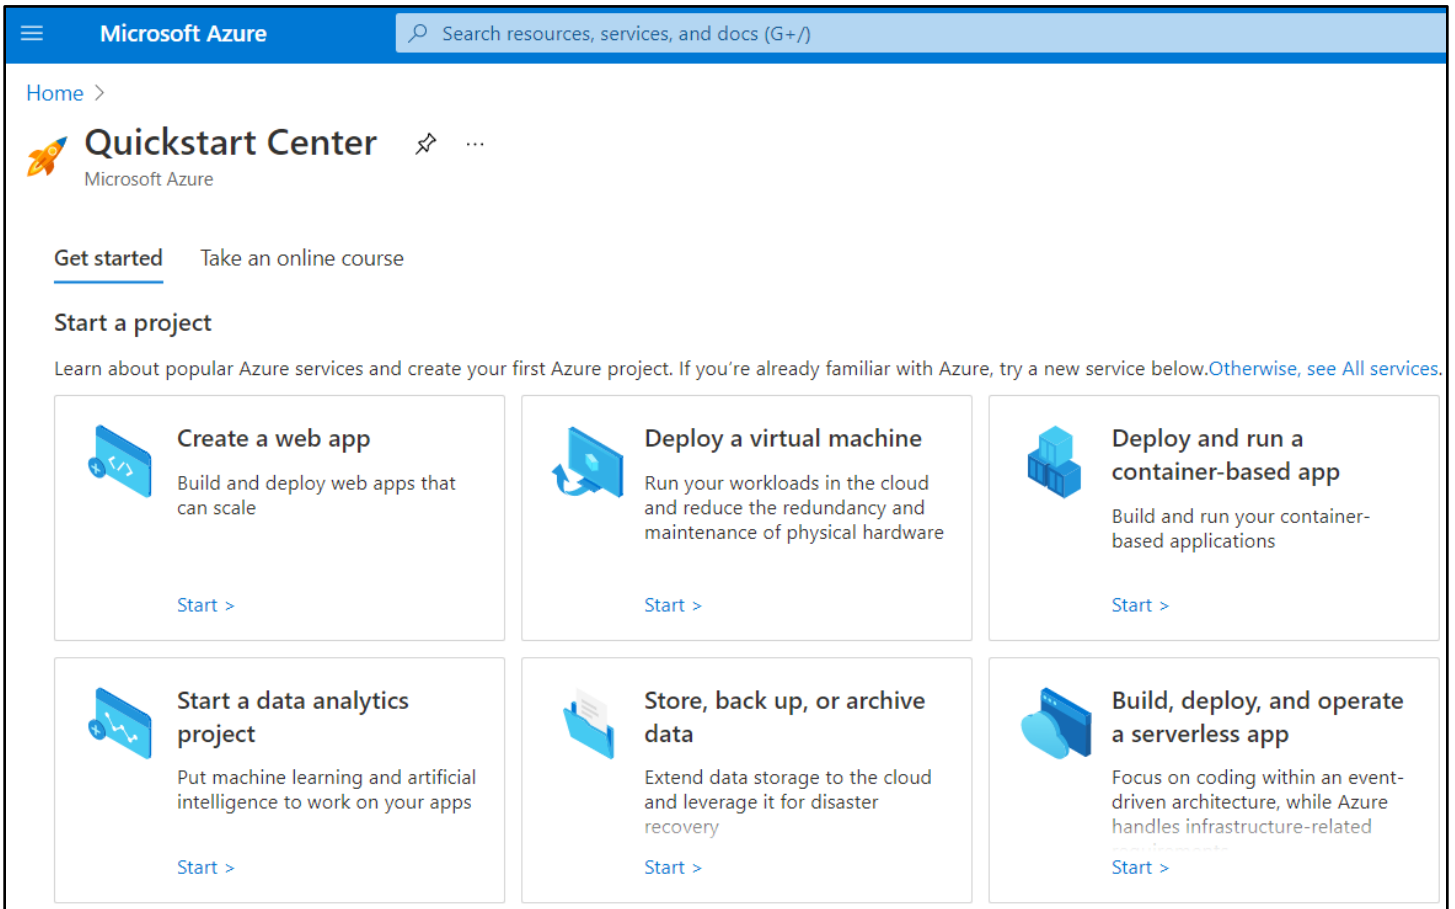 Microsoft Azure
Search resources, services, and docs (G+/)
Home >
Quickstart Center
Microsoft Azure
Get started
Take an online course
Start a project
Learn about popular Azure services and create your first Azure project. If you’re already familiar with Azure, try a new service below.Otherwise, see All services.
Create a web app
Build and deploy web apps that
can scale
Start >
Deploy a virtual machine
Run your workloads in the cloud
and reduce the redundancy and
maintenance of physical hardware
Start >
Deploy and run a
container-based app
Build and run your container-
based applications
Start >
Start a data analytics
project
Put machine learning and artificial
intelligence to work on your apps
Start >
Store, back up, or archive
data
Extend data storage to the cloud
and leverage it for disaster
recovery
Start >
Build, deploy, and operate
a serverless app
Focus on coding within an event-
driven architecture, while Azure
handles infrastructure-related
Start >